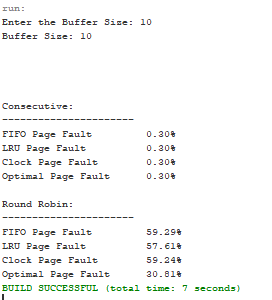 run:
Enter the Buffer Size: 10
Buffer Size: 10
Consecutive:
----------------------
FIFO Page Fault 0.30%
LRU Page Fault 0.30%
Clock Page Fault 0.30%
Optimal Page Fault 0.30%
Round Robin:
----------------------
FIFO Page Fault 59.29%
LRU Page Fault 57.61%
Clock Page Fault 59.24%
Optimal Page Fault 30.81%
BUILD SUCCESSFUL (total time: 7 seconds)